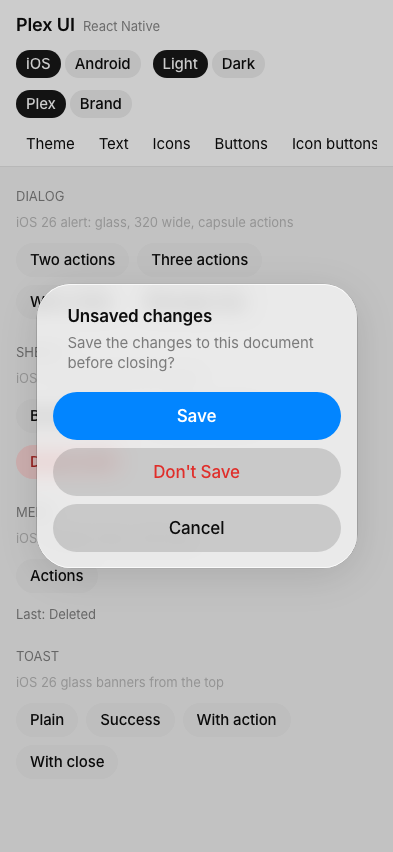 Plex UI React Native
iOS Android Light Dark
Plex Brand
Theme Text Icons Buttons Icon buttons
DIALOG
iOS 26 alert: glass, 320 wide, capsule actions
Two actions Three actions
Unsaved changes
Save the changes to this document
before closing?
Save
Don't Save
Cancel
Actions
Last: Deleted
TOAST
iOS 26 glass banners from the top
Plain Success With action
With close